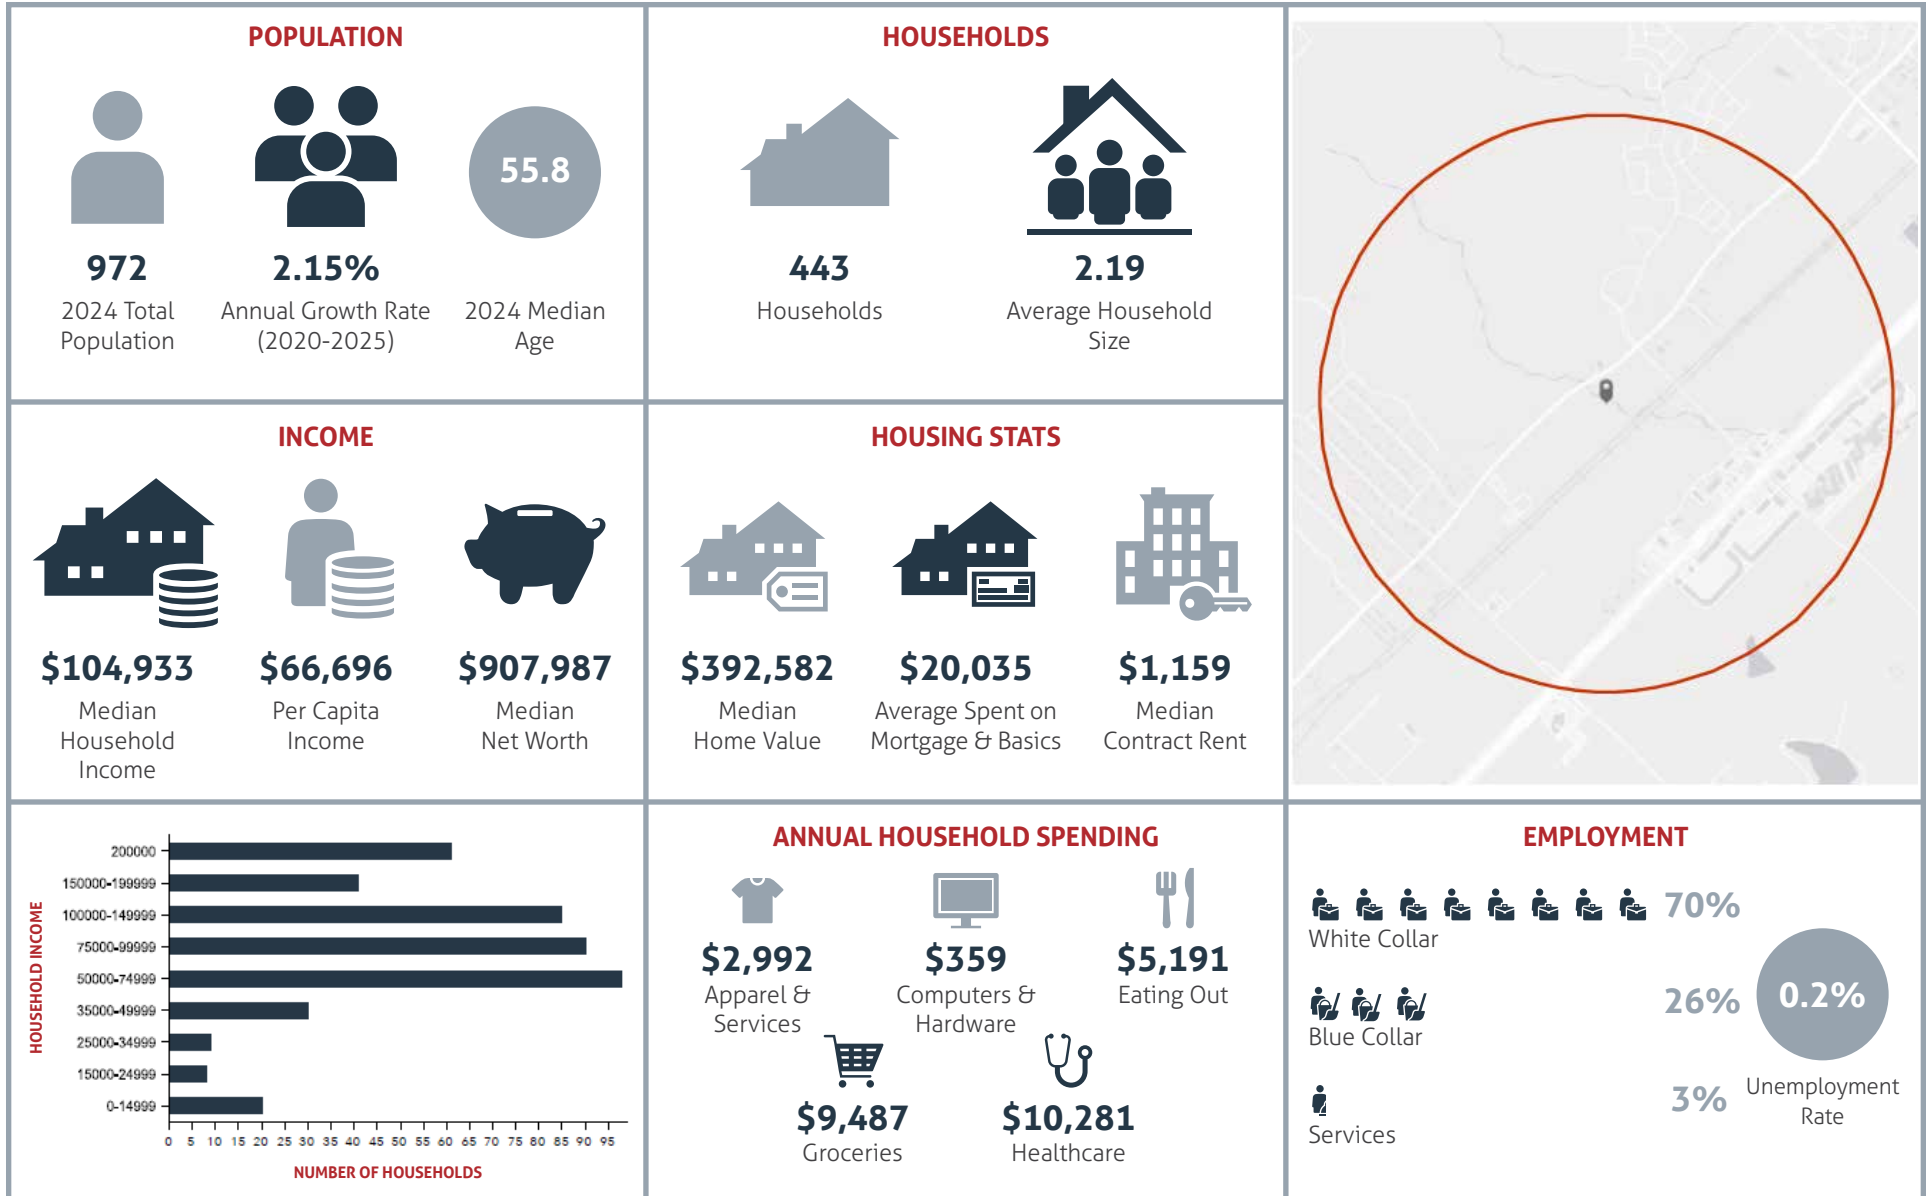 POPULATION
55.8
972
2.15%
2024 Total
Population
Annual Growth Rate
(2020-2025)
2024 Median
Age
HOUSEHOLDS
443
2.19
Households
Average Household
Size
INCOME
$104,933
$66,696
$907,987
Median
Household
Income
Per Capita
Income
Median
Net Worth
HOUSING STATS
$392,582
$20,035
$1,159
Median
Home Value
Average Spent on
Mortgage & Basics
Median
Contract Rent
HOUSEHOLD INCOME
200000
150000-199999
100000-149999
75000-99999
50000-74999
35000-49999
25000-34999
15000-24999
0-14999
0 5 10 15 20 25 30 35 40 45 50 55 60 65 70 75 80 85 90 95
NUMBER OF HOUSEHOLDS
ANNUAL HOUSEHOLD SPENDING
$2,992
$359
$5,191
Apparel &
Services
Computers &
Hardware
Eating Out
$9,487
$10,281
Groceries
Healthcare
EMPLOYMENT
70%
White Collar
26%
Blue Collar
3%
Services
0.2%
Unemployment
Rate